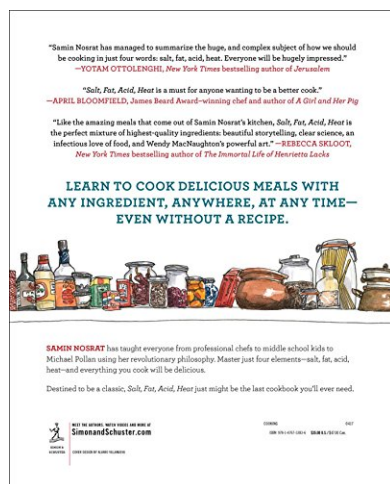 “Samin Nosrat has managed to summarize the huge, and complex subject of how we should
be cooking in just four words: salt, fat, acid, heat. Everyone will be hugely impressed.”
—YOTAM OTTOLENGHI, New York Times bestselling author of Jerusalem
“Salt, Fat, Acid, Heat is a must for anyone wanting to be a better cook.”
—APRIL BLOOMFIELD, James Beard Award–winning chef and author of A Girl and Her Pig
“Like the amazing meals that come out of Samin Nosrat’s kitchen, Salt, Fat, Acid, Heat is
the perfect mixture of highest-quality ingredients: beautiful storytelling, clear science, an
infectious love of food, and Wendy MacNaughton’s powerful art.” —REBECCA SKLOOT,
New York Times bestselling author of The Immortal Life of Henrietta Lacks
LEARN TO COOK DELICIOUS MEALS WITH
ANY INGREDIENT, ANYWHERE, AT ANY TIME—
EVEN WITHOUT A RECIPE.
SAMIN NOSRAT has taught everyone from professional chefs to middle school kids to
Michael Pollan using her revolutionary philosophy. Master just four elements—salt, fat, acid,
heat—and everything you cook will be delicious.
Destined to be a classic, Salt, Fat, Acid, Heat just might be the last cookbook you’ll ever need.
MEET THE AUTHORS, WATCH VIDEOS AND MORE AT
SimonandSchuster.com
SIMON &
SCHUSTER
COVER DESIGN BY ALVARO VILLANUEVA
COOKING
0417